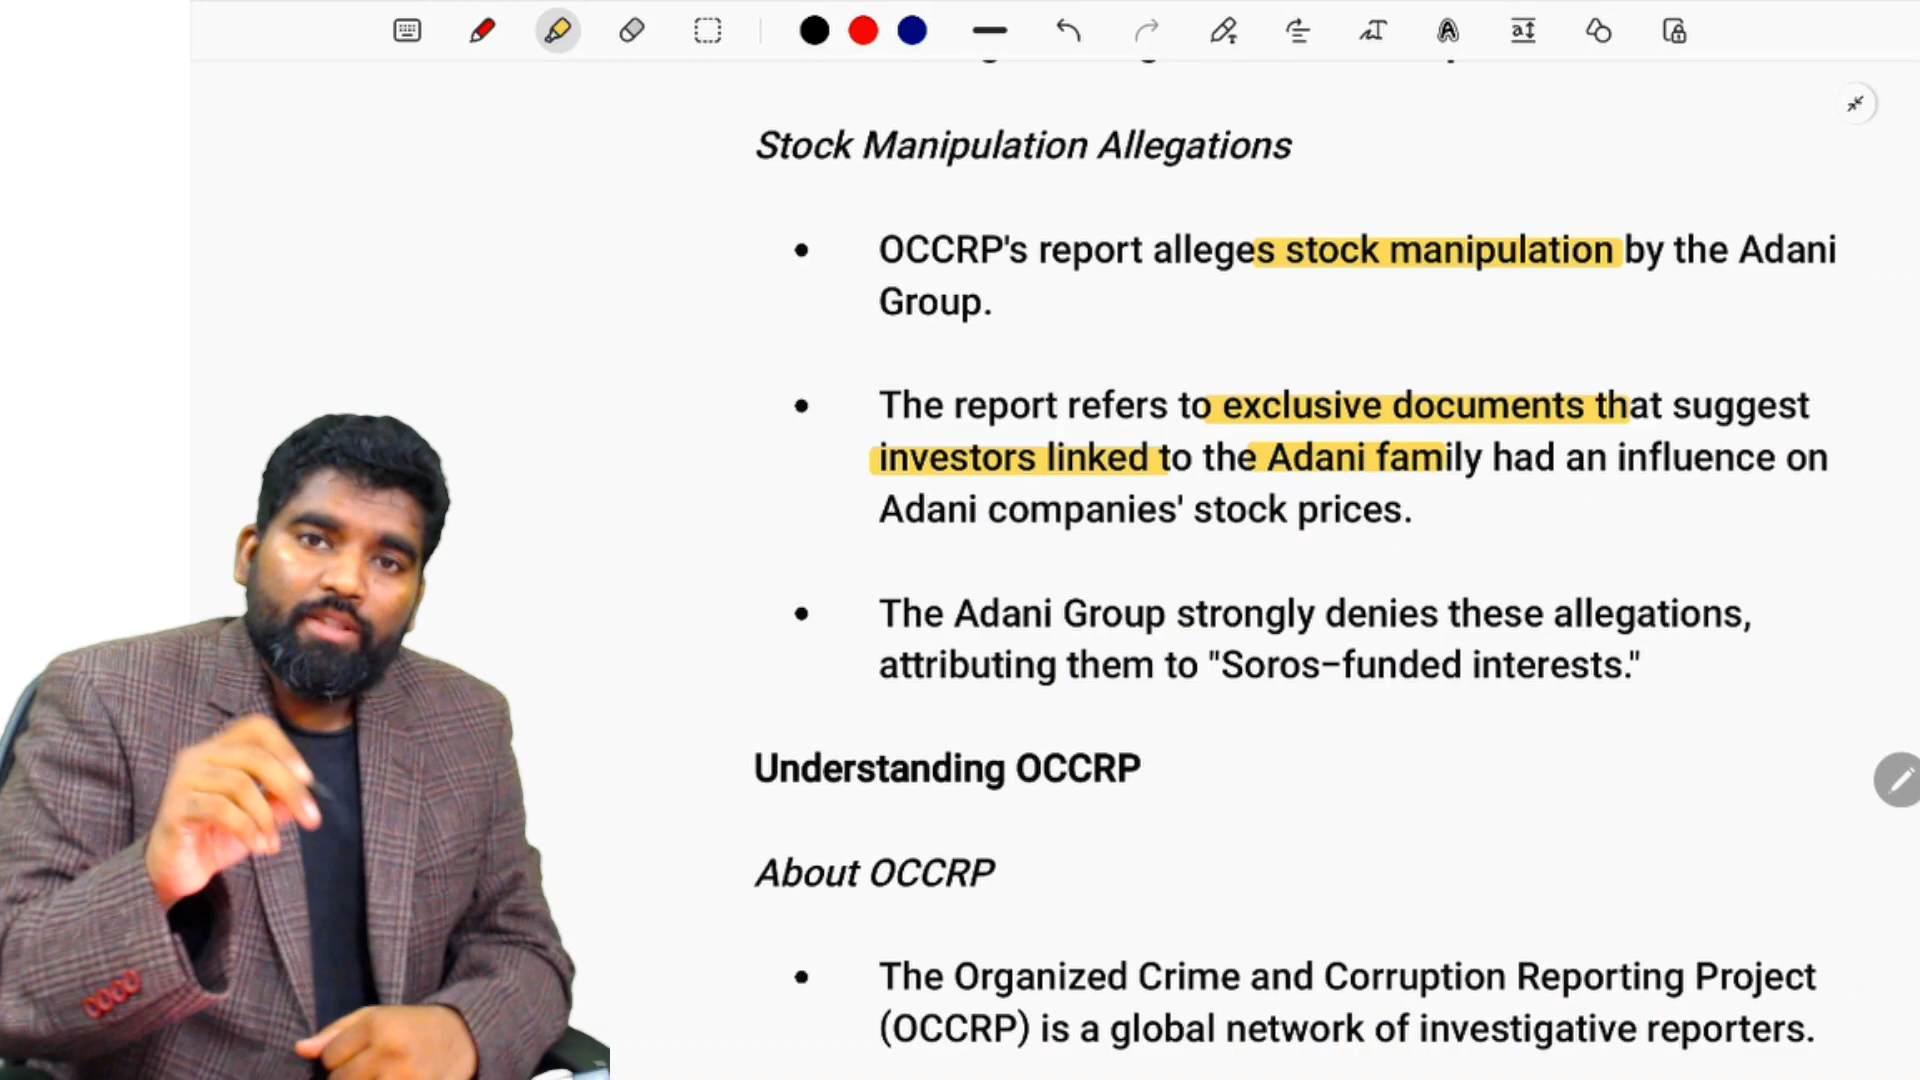 Stock Manipulation Allegations
• OCCRP's report alleges stock manipulation by the Adani
Group.
• The report refers to exclusive documents that suggest
investors linked to the Adani family had an influence on
Adani companies' stock prices.
• The Adani Group strongly denies these allegations,
attributing them to "Soros–funded interests."
Understanding OCCRP
About OCCRP
• The Organized Crime and Corruption Reporting Project
(OCCRP) is a global network of investigative reporters.